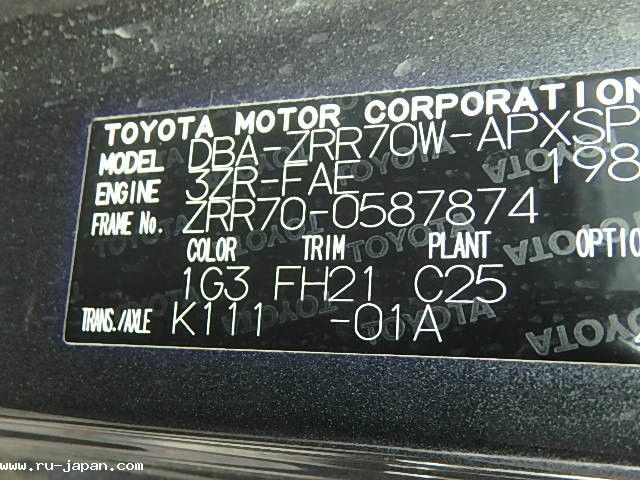 TOYOTA MOTOR CORPORATION
MODEL DBA-ZRR70W-APXSP
ENGINE 3ZR-FAE 198
FRAME No. ZRR70-0587874
COLOR TRIM PLANT OPTIO
1G3 FH21 C25
TRANS./AXLE K111 -01A
www.ru-japan.com